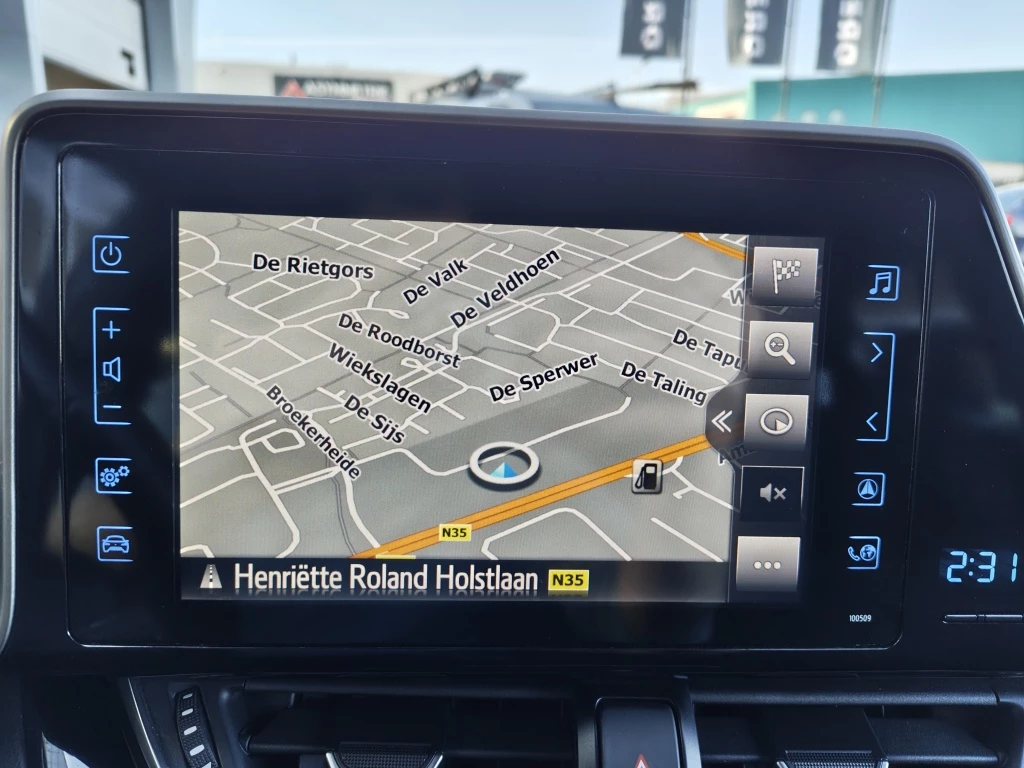 De Rietgors
De Valk
De Veldhoen
De Roodborst
Wiekslagen
De Tapu
De Sperwer
De Taling
Broekerheide
De Sijs
N35
Henriëtte Roland Holstlaan N35
100509
2:31